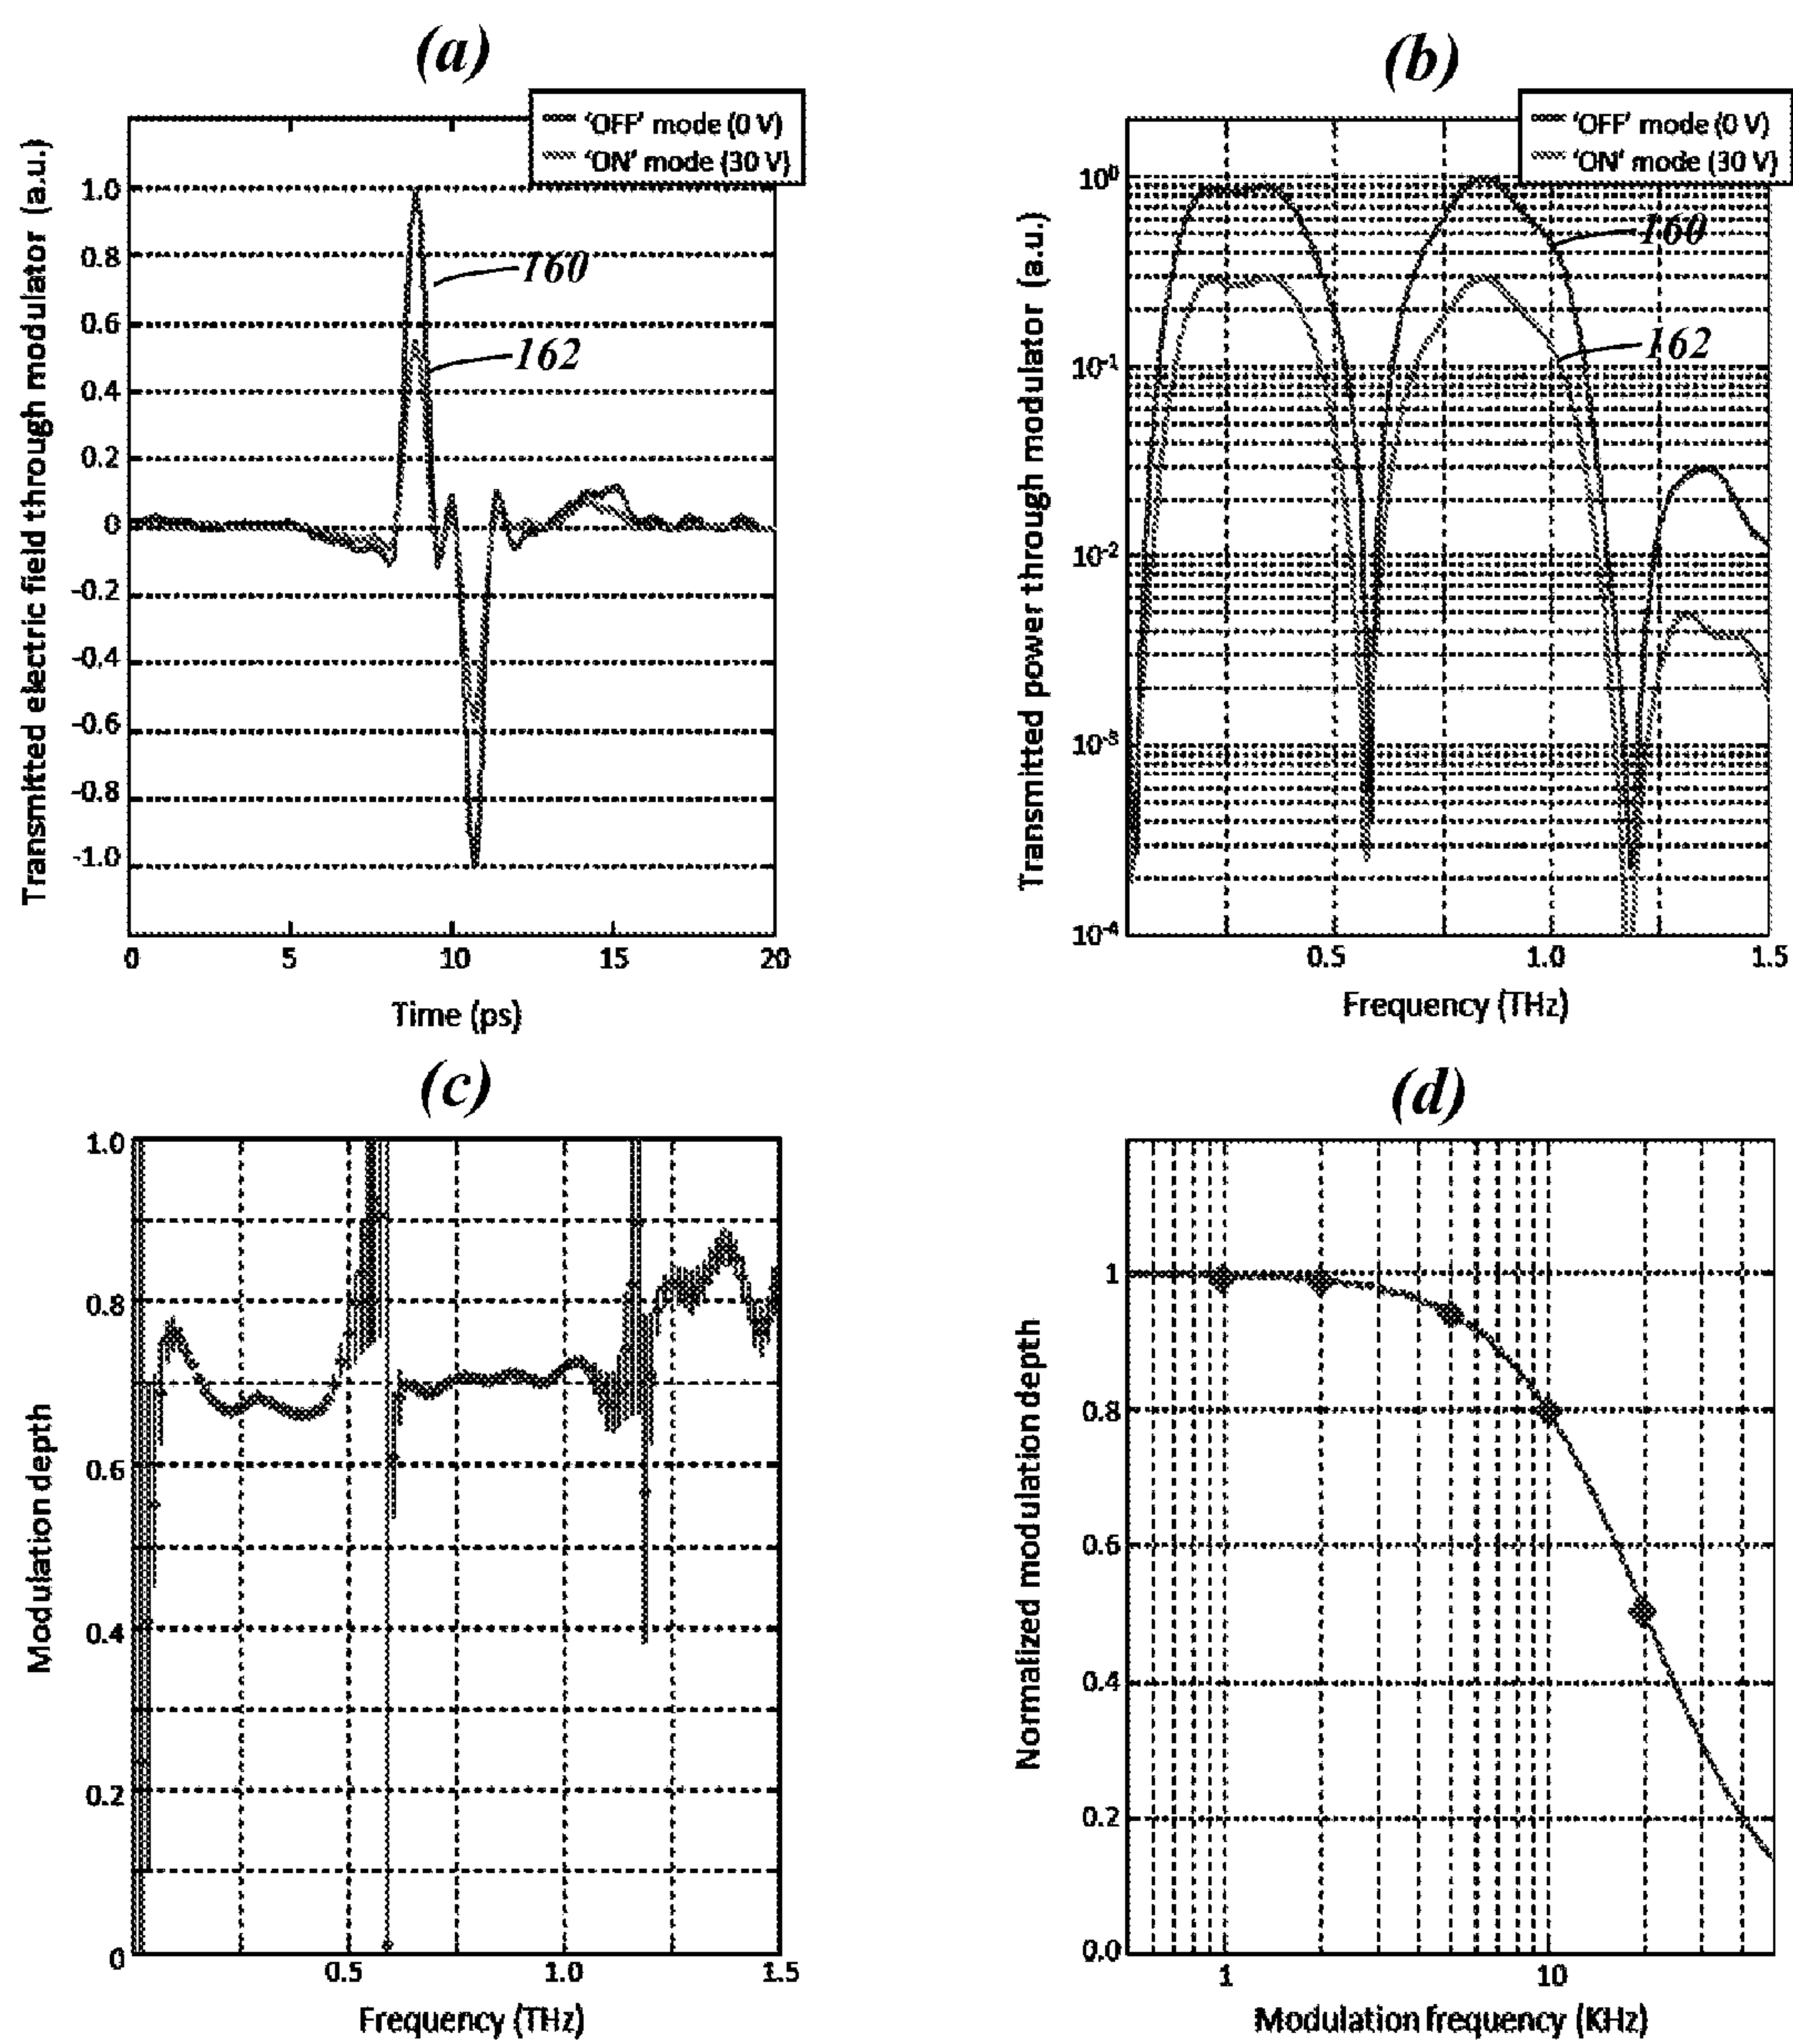 (a)
'OFF' mode (0 V)
'ON' mode (30 V)
Transmitted electric field through modulator (a.u.)
1.0
0.8
0.6
0.4
0.2
0
-0.2
-0.4
-0.6
-0.8
-1.0
160
162
0 5 10 15 20
Time (ps)
(b)
'OFF' mode (0 V)
'ON' mode (30 V)
Transmitted power through modulator (a.u.)
10⁰
10⁻¹
10⁻²
10⁻³
10⁻⁴
160
162
0.5 1.0 1.5
Frequency (THz)
(c)
Modulation depth
1.0
0.8
0.6
0.4
0.2
0
0.5 1.0 1.5
Frequency (THz)
(d)
Normalized modulation depth
1
0.8
0.6
0.4
0.2
0.0
1 10
Modulation frequency (KHz)